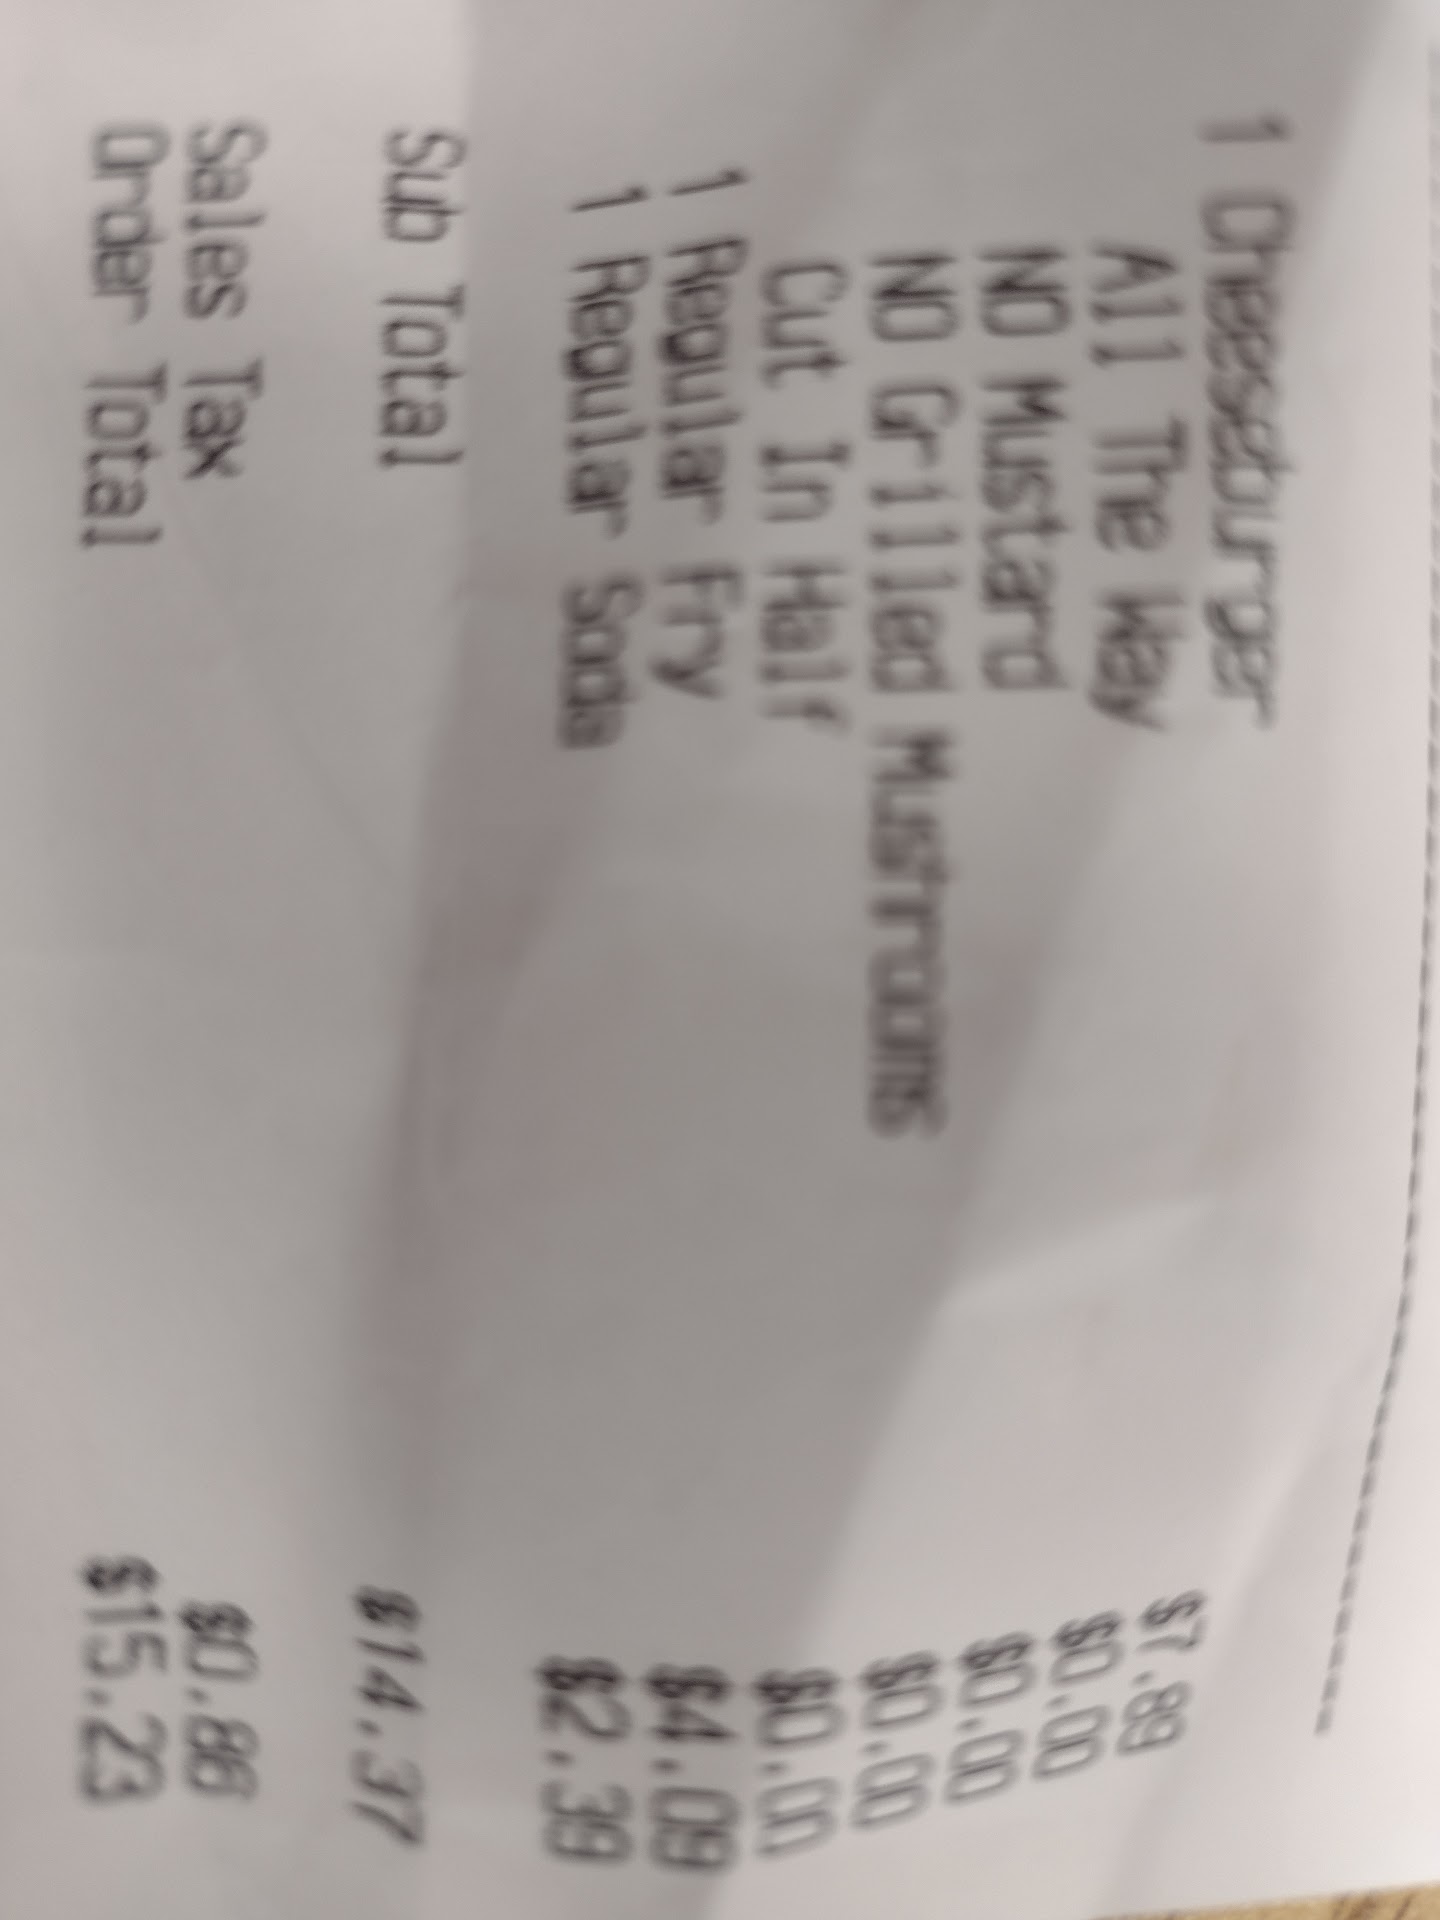 1 Cheeseburger $7.89
All The Way $0.00
NO Mustard $0.00
NO Grilled Mushrooms $0.00
Cut In Half $0.00
1 Regular Fry $4.09
1 Regular Soda $2.39
Sub Total $14.37
Sales Tax $0.86
Order Total $15.23